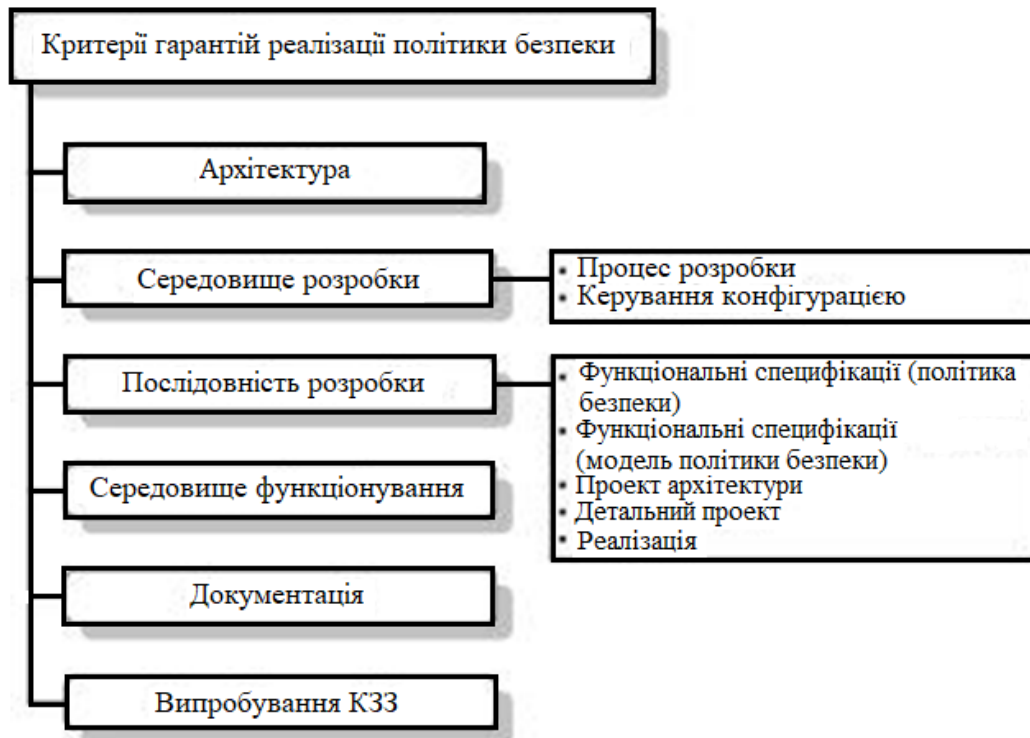 Критерії гарантій реалізації політики безпеки
Архітектура
Середовище розробки
• Процес розробки
• Керування конфігурацією
Послідовність розробки
• Функціональні специфікації (політика
безпеки)
• Функціональні специфікації
(модель політики безпеки)
• Проект архітектури
• Детальний проект
• Реалізація
Середовище функціонування
Документація
Випробування КЗЗ